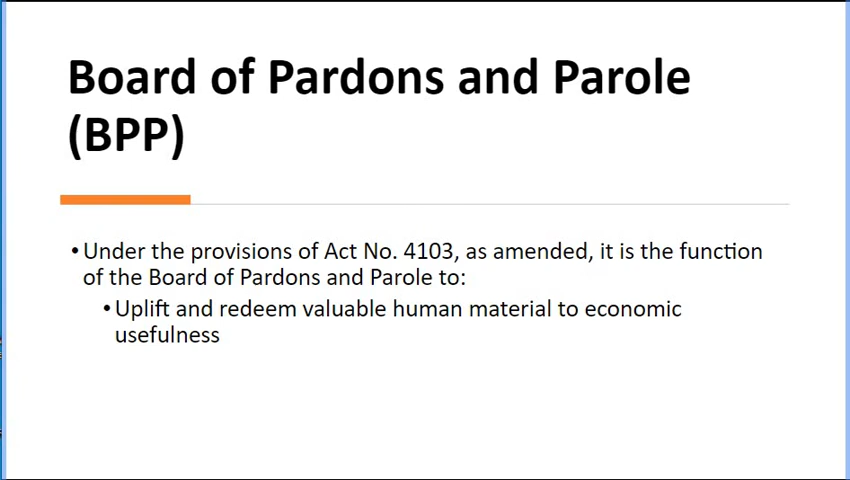 Board of Pardons and Parole
(BPP)
• Under the provisions of Act No. 4103, as amended, it is the function
of the Board of Pardons and Parole to:
• Uplift and redeem valuable human material to economic
usefulness